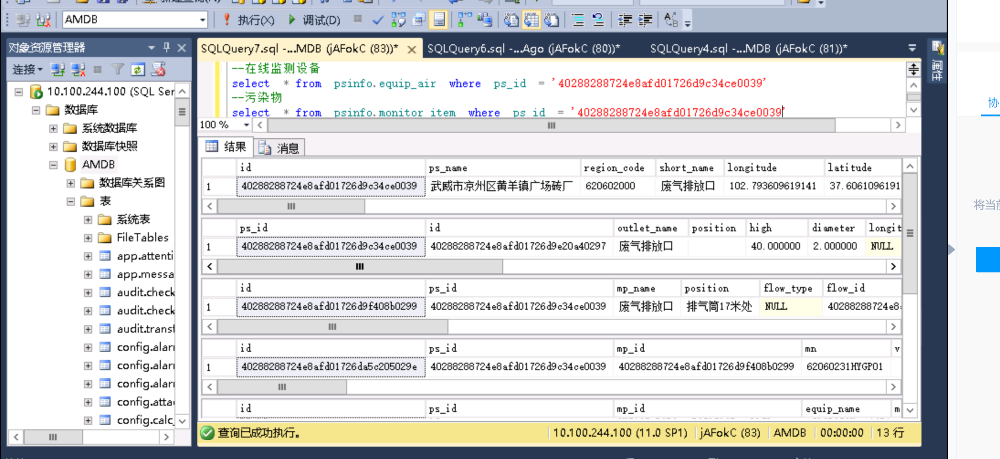 AMDB
执行(X)
调试(D)
对象资源管理器
连接
10.100.244.100 (SQL Ser
数据库
系统数据库
数据库快照
AMDB
数据库关系图
表
系统表
FileTables
app.attenti
app.messa
audit.check
audit.check
audit.transf
config.alarr
config.alarr
config.alarr
config.atta
config.calc_
SQLQuery7.sql -...MDB (jAFokC (83))*
SQLQuery6.sql -...Ago (jAFokC (80))*
SQLQuery4.sql -...MDB (jAFokC (81))*
--在线监测设备
select * from psinfo.equip_air where ps_id = '40288288724e8afd01726d9c34ce0039'
--污染物
select * from psinfo.monitor_item where ps_id = '40288288724e8afd01726d9c34ce0039'
100 %
结果
消息
id ps_name region_code short_name longitude latitude
1 40288288724e8afd01726d9c34ce0039 武威市凉州区黄羊镇广场砖厂 620602000 废气排放口 102.793609619141 37.6061096191
ps_id id outlet_name position high diameter longit
1 40288288724e8afd01726d9c34ce0039 40288288724e8afd01726d9e20a40297 废气排放口 40.000000 2.000000 NULL
id ps_id mp_name position flow_type flow_id
1 40288288724e8afd01726d9f408b0299 40288288724e8afd01726d9c34ce0039 废气排放口 排气筒17米处 NULL 40288288724e8
id ps_id mp_id mn v
1 40288288724e8afd01726da5c205029e 40288288724e8afd01726d9c34ce0039 40288288724e8afd01726d9f408b0299 62060231HYGP01
id ps_id mp_id equip_name m
查询已成功执行。
10.100.244.100 (11.0 SP1)
jAFokC (83)
AMDB
00:00:00
13 行
属性
协
将当前